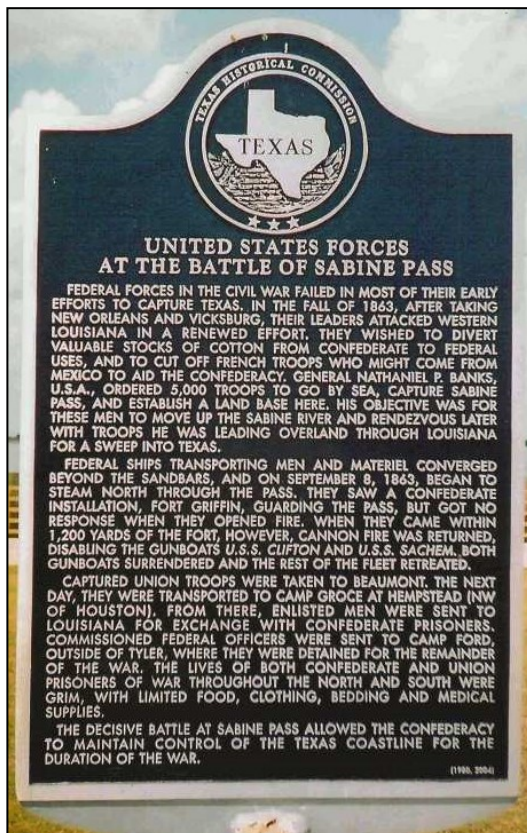 TEXAS HISTORICAL COMMISSION
TEXAS
UNITED STATES FORCES
AT THE BATTLE OF SABINE PASS
FEDERAL FORCES IN THE CIVIL WAR FAILED IN MOST OF THEIR EARLY
EFFORTS TO CAPTURE TEXAS. IN THE FALL OF 1863, AFTER TAKING
NEW ORLEANS AND VICKSBURG, THEIR LEADERS ATTACKED WESTERN
LOUISIANA IN A RENEWED EFFORT. THEY WISHED TO DIVERT
VALUABLE STOCKS OF COTTON FROM CONFEDERATE TO FEDERAL
USES, AND TO CUT OFF FRENCH TROOPS WHO MIGHT COME FROM
MEXICO TO AID THE CONFEDERACY. GENERAL NATHANIEL P. BANKS,
U.S.A., ORDERED 5,000 TROOPS TO GO BY SEA, CAPTURE SABINE
PASS, AND ESTABLISH A LAND BASE HERE. HIS OBJECTIVE WAS FOR
THESE MEN TO MOVE UP THE SABINE RIVER AND RENDEZVOUS LATER
WITH TROOPS HE WAS LEADING OVERLAND THROUGH LOUISIANA
FOR A SWEEP INTO TEXAS.
FEDERAL SHIPS TRANSPORTING MEN AND MATERIEL CONVERGED
BEYOND THE SANDBARS, AND ON SEPTEMBER 8, 1863, BEGAN TO
STEAM NORTH THROUGH THE PASS. THEY SAW A CONFEDERATE
INSTALLATION, FORT GRIFFIN, GUARDING THE PASS, BUT GOT NO
RESPONSE WHEN THEY OPENED FIRE. WHEN THEY CAME WITHIN
1,200 YARDS OF THE FORT, HOWEVER, CANNON FIRE WAS RETURNED,
DISABLING THE GUNBOATS U.S.S. CLIFTON AND U.S.S. SACHEM. BOTH
GUNBOATS SURRENDERED AND THE REST OF THE FLEET RETREATED.
CAPTURED UNION TROOPS WERE TAKEN TO BEAUMONT. THE NEXT
DAY, THEY WERE TRANSPORTED TO CAMP GROCE AT HEMPSTEAD (NW
OF HOUSTON). FROM THERE, ENLISTED MEN WERE SENT TO
LOUISIANA FOR EXCHANGE WITH CONFEDERATE PRISONERS.
COMMISSIONED FEDERAL OFFICERS WERE SENT TO CAMP FORD,
OUTSIDE OF TYLER, WHERE THEY WERE DETAINED FOR THE REMAINDER
OF THE WAR. THE LIVES OF BOTH CONFEDERATE AND UNION
PRISONERS OF WAR THROUGHOUT THE NORTH AND SOUTH WERE
GRIM, WITH LIMITED FOOD, CLOTHING, BEDDING AND MEDICAL
SUPPLIES.
THE DECISIVE BATTLE AT SABINE PASS ALLOWED THE CONFEDERACY
TO MAINTAIN CONTROL OF THE TEXAS COASTLINE FOR THE
DURATION OF THE WAR.
(1980, 2004)